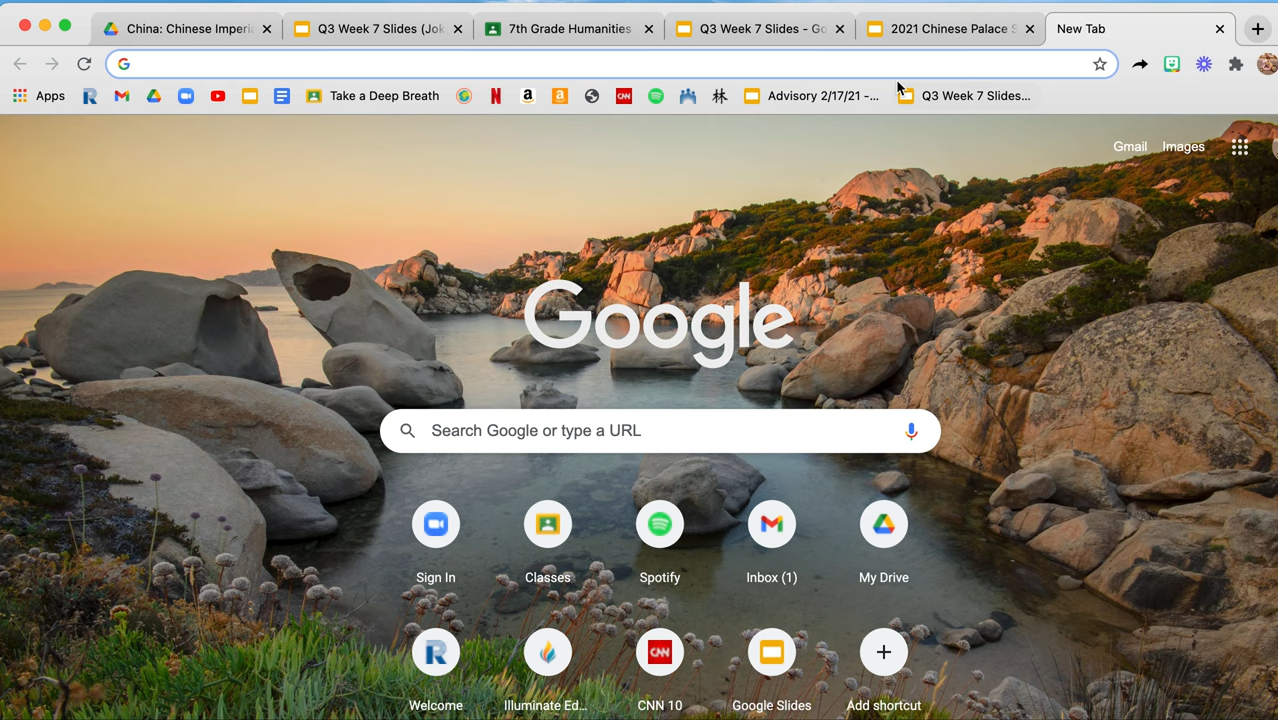 China: Chinese Imperi
Q3 Week 7 Slides (Jok
7th Grade Humanities
Q3 Week 7 Slides - Go
2021 Chinese Palace S
New Tab
Apps
Take a Deep Breath
N
a
a
CNN
林
Advisory 2/17/21 -...
Q3 Week 7 Slides...
Gmail
Images
Google
Search Google or type a URL
Sign In
Classes
Spotify
Inbox (1)
My Drive
R
CNN
Welcome
Illuminate Ed...
CNN 10
Google Slides
Add shortcut